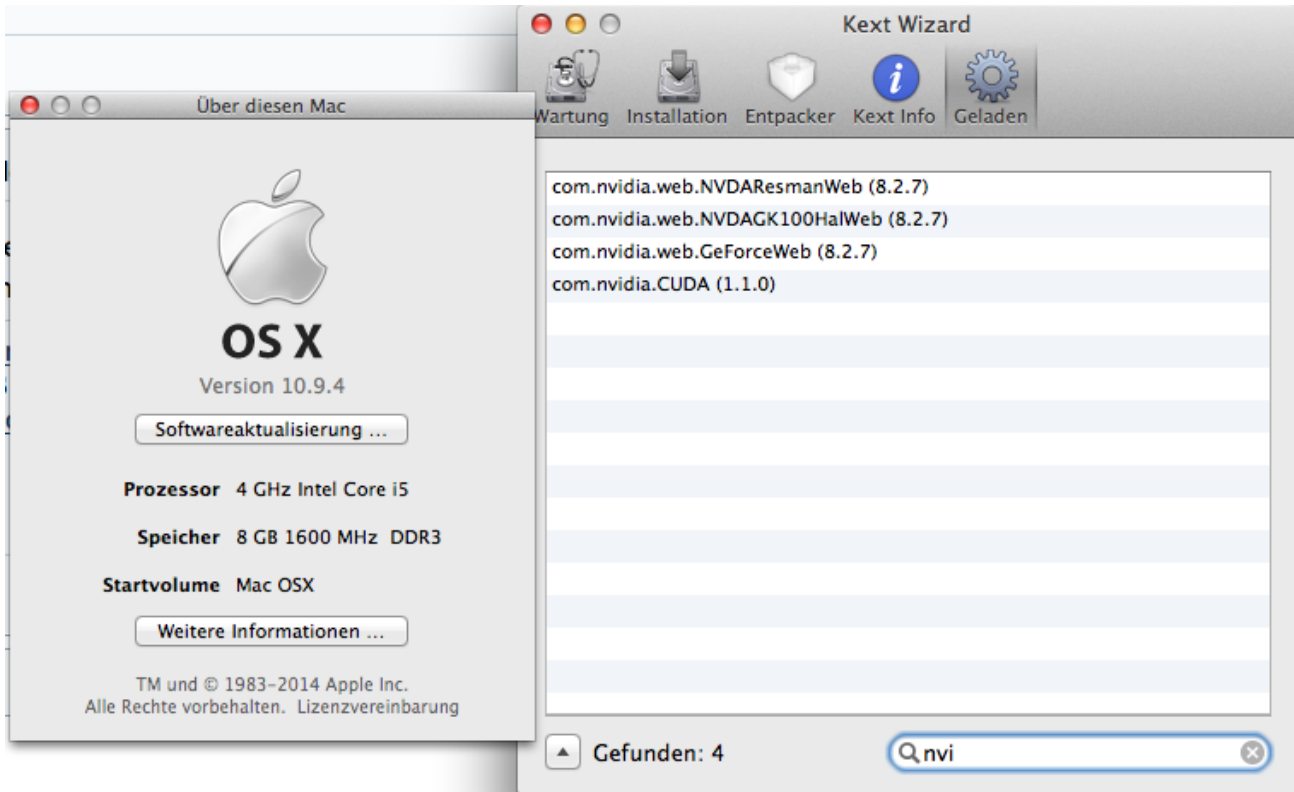 Kext Wizard
Wartung Installation Entpacker Kext Info Geladen
Über diesen Mac
OS X
Version 10.9.4
Softwareaktualisierung ...
Prozessor 4 GHz Intel Core i5
Speicher 8 GB 1600 MHz DDR3
Startvolume Mac OSX
Weitere Informationen ...
TM und © 1983–2014 Apple Inc.
Alle Rechte vorbehalten. Lizenzvereinbarung
com.nvidia.web.NVDAResmanWeb (8.2.7)
com.nvidia.web.NVDAGK100HalWeb (8.2.7)
com.nvidia.web.GeForceWeb (8.2.7)
com.nvidia.CUDA (1.1.0)
Gefunden: 4
nvi